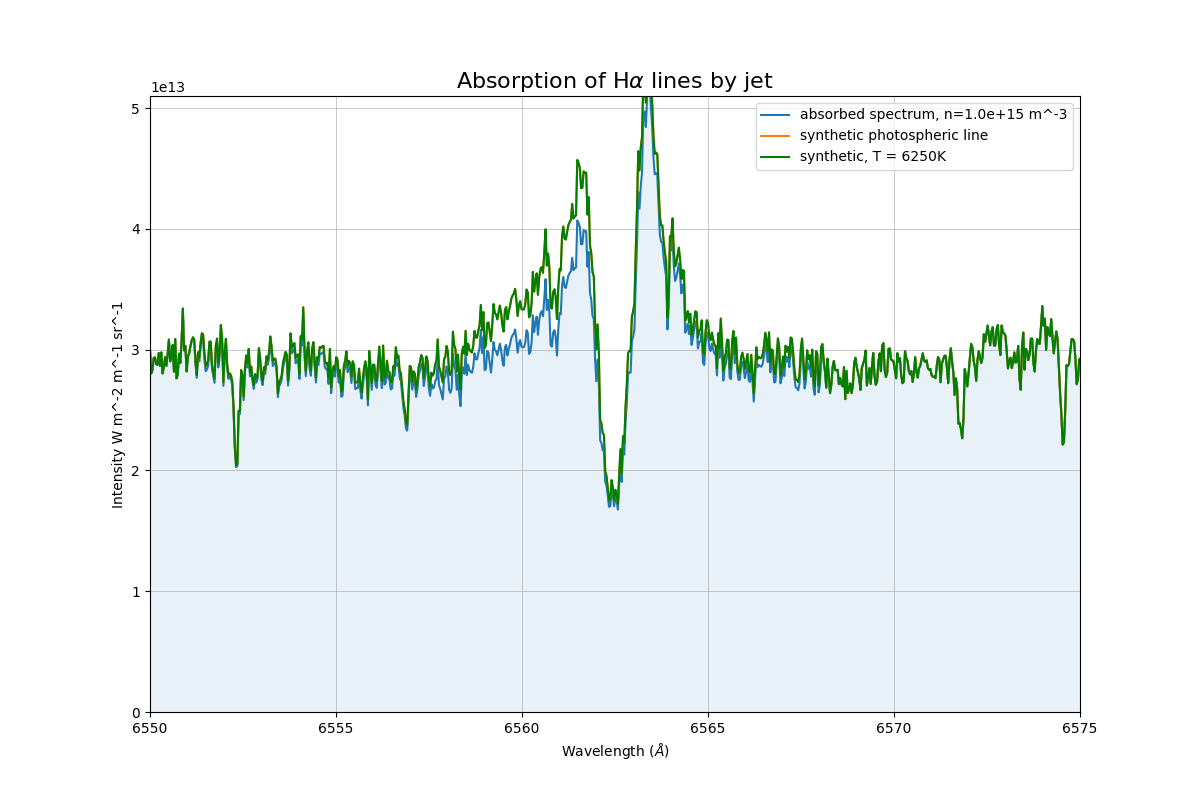 Absorption of Hα lines by jet
1e13
absorbed spectrum, n=1.0e+15 m^-3
synthetic photospheric line
synthetic, T = 6250K
5
4
3
2
1
0
Intensity W m^-2 m^-1 sr^-1
6550 6555 6560 6565 6570 6575
Wavelength (Å)